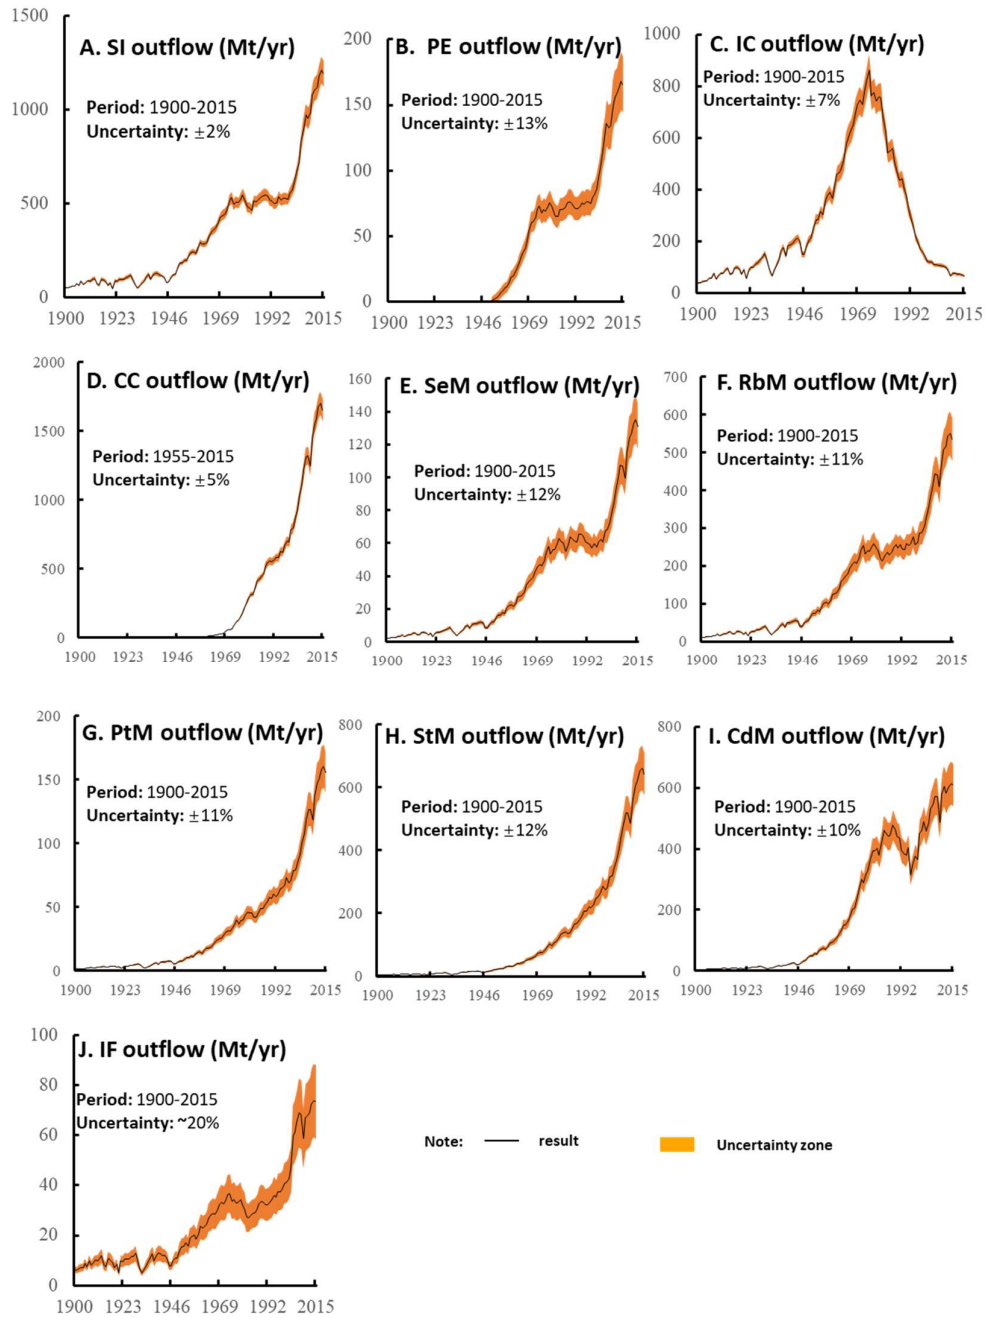 A. SI outflow (Mt/yr)
Period: 1900-2015
Uncertainty: ±2%
1500
1000
500
0
1900 1923 1946 1969 1992 2015
B. PE outflow (Mt/yr)
Period: 1900-2015
Uncertainty: ±13%
200
150
100
50
0
1900 1923 1946 1969 1992 2015
C. IC outflow (Mt/yr)
Period: 1900-2015
Uncertainty: ±7%
1000
800
600
400
200
0
1900 1923 1946 1969 1992 2015
D. CC outflow (Mt/yr)
Period: 1955-2015
Uncertainty: ±5%
2000
1500
1000
500
0
1900 1923 1946 1969 1992 2015
E. SeM outflow (Mt/yr)
Period: 1900-2015
Uncertainty: ±12%
160
140
120
100
80
60
40
20
0
1900 1923 1946 1969 1992 2015
F. RbM outflow (Mt/yr)
Period: 1900-2015
Uncertainty: ±11%
700
600
500
400
300
200
100
0
1900 1923 1946 1969 1992 2015
G. PtM outflow (Mt/yr)
Period: 1900-2015
Uncertainty: ±11%
200
150
100
50
0
1900 1923 1946 1969 1992 2015
H. StM outflow (Mt/yr)
Period: 1900-2015
Uncertainty: ±12%
800
600
400
200
0
1900 1923 1946 1969 1992 2015
I. CdM outflow (Mt/yr)
Period: 1900-2015
Uncertainty: ±10%
800
600
400
200
0
1900 1923 1946 1969 1992 2015
J. IF outflow (Mt/yr)
Period: 1900-2015
Uncertainty: ~20%
100
80
60
40
20
0
1900 1923 1946 1969 1992 2015
Note: result Uncertainty zone